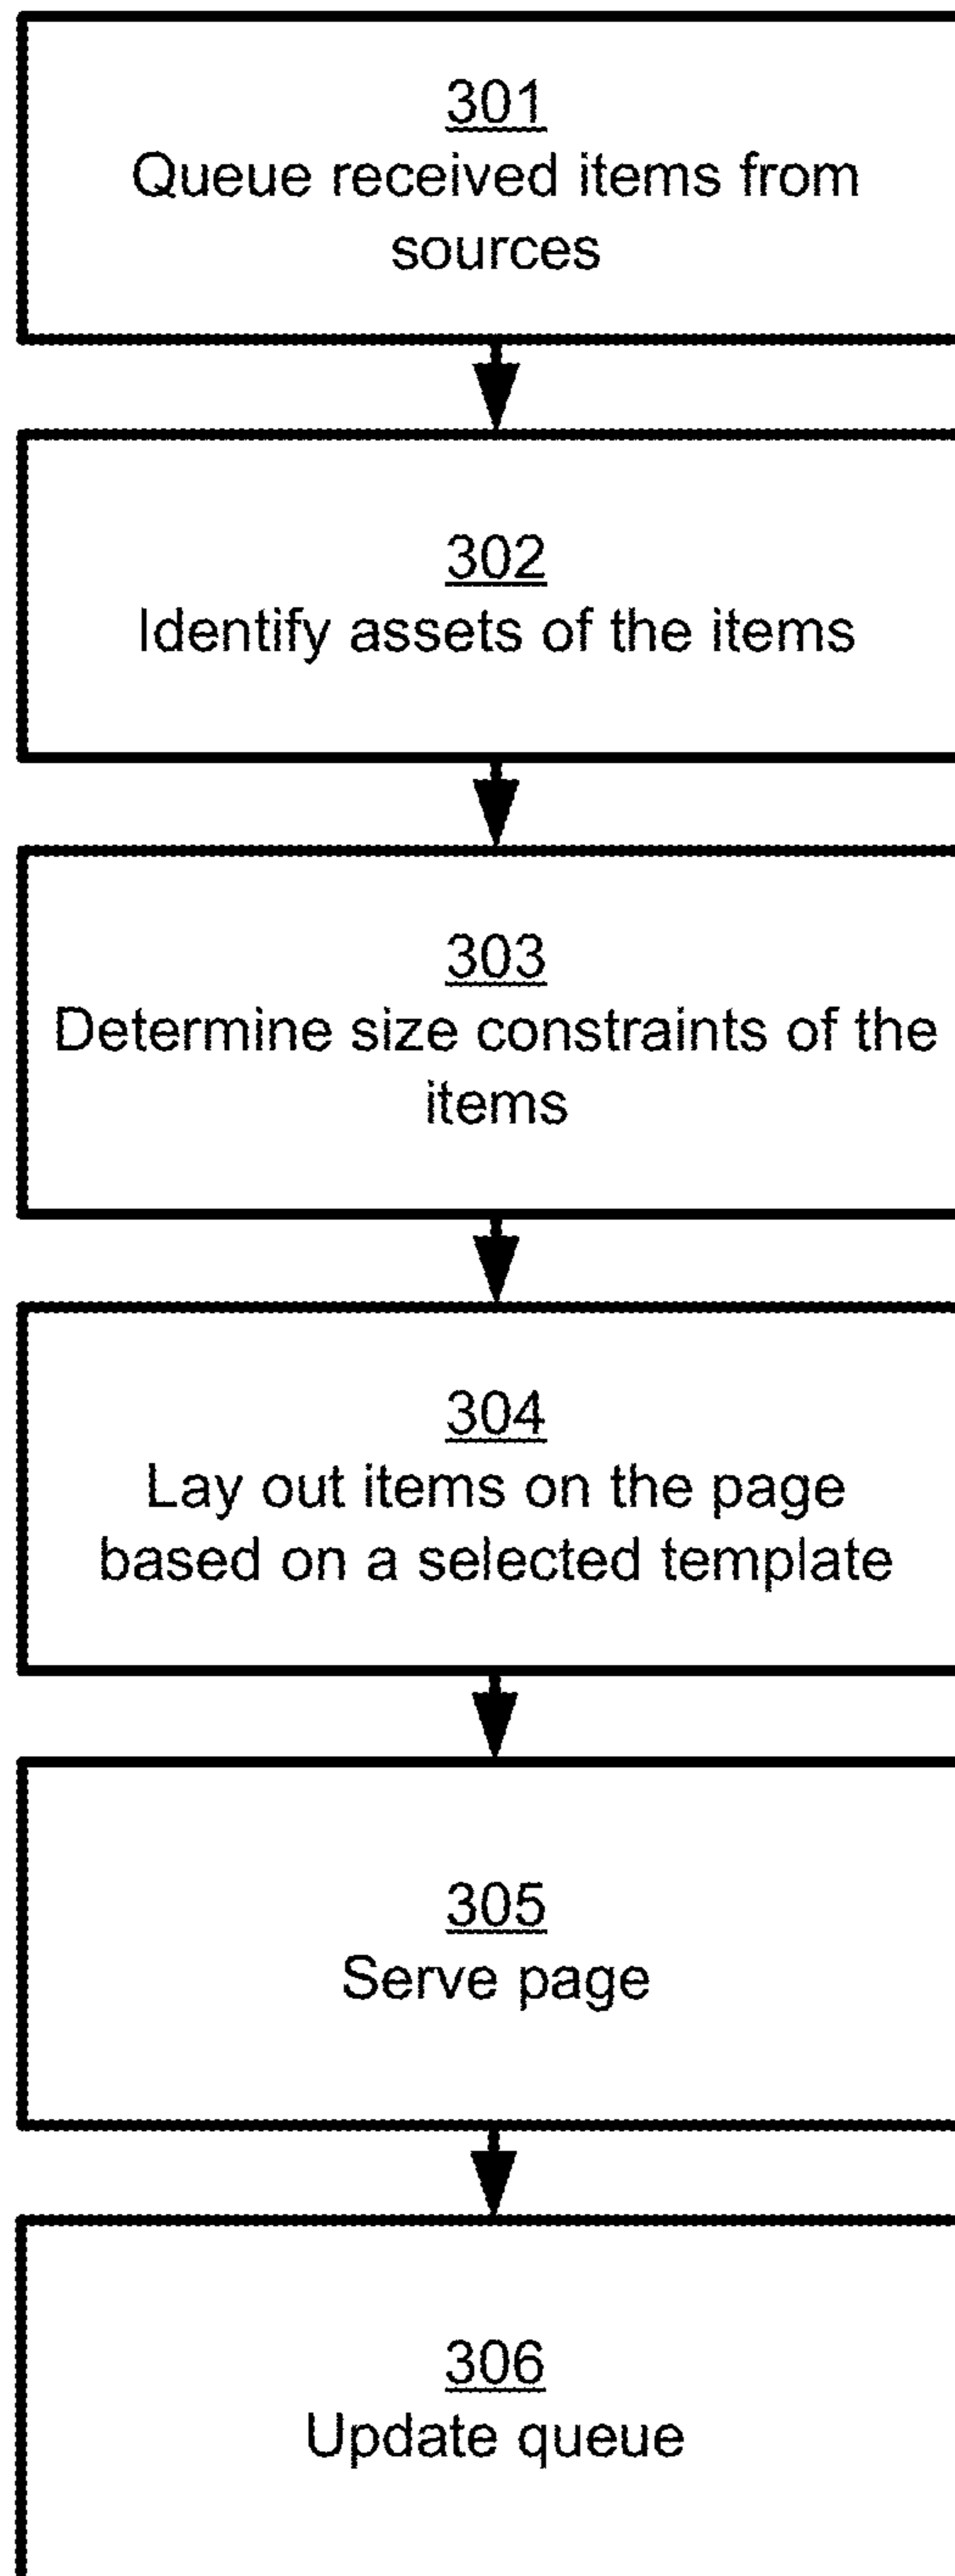 301
Queue received items from
sources
302
Identify assets of the items
303
Determine size constraints of the
items
304
Lay out items on the page
based on a selected template
305
Serve page
306
Update queue